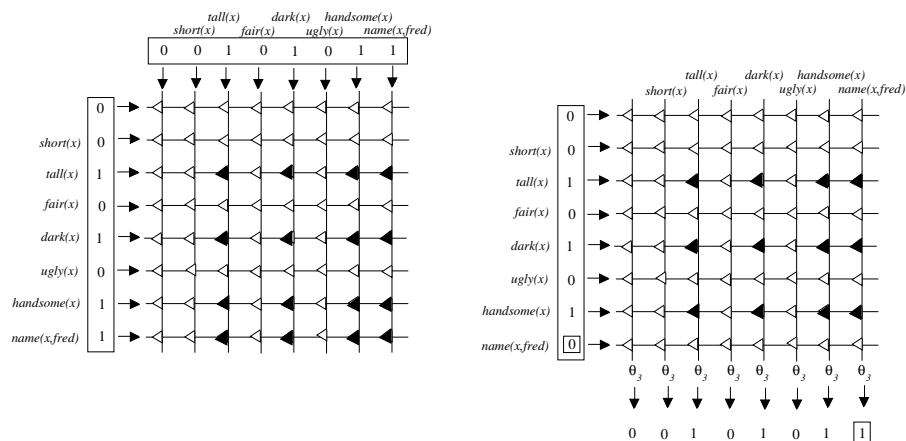 tall(x) dark(x) handsome(x)
short(x) fair(x) ugly(x) name(x,fred)
0 0 1 0 1 0 1 1
0
short(x) 0
tall(x) 1
fair(x) 0
dark(x) 1
ugly(x) 0
handsome(x) 1
name(x,fred) 1
tall(x) dark(x) handsome(x)
short(x) fair(x) ugly(x) name(x,fred)
0
short(x) 0
tall(x) 1
fair(x) 0
dark(x) 1
ugly(x) 0
handsome(x) 1
name(x,fred) 0
θ3 θ3 θ3 θ3 θ3 θ3 θ3 θ3
0 0 1 0 1 0 1 1